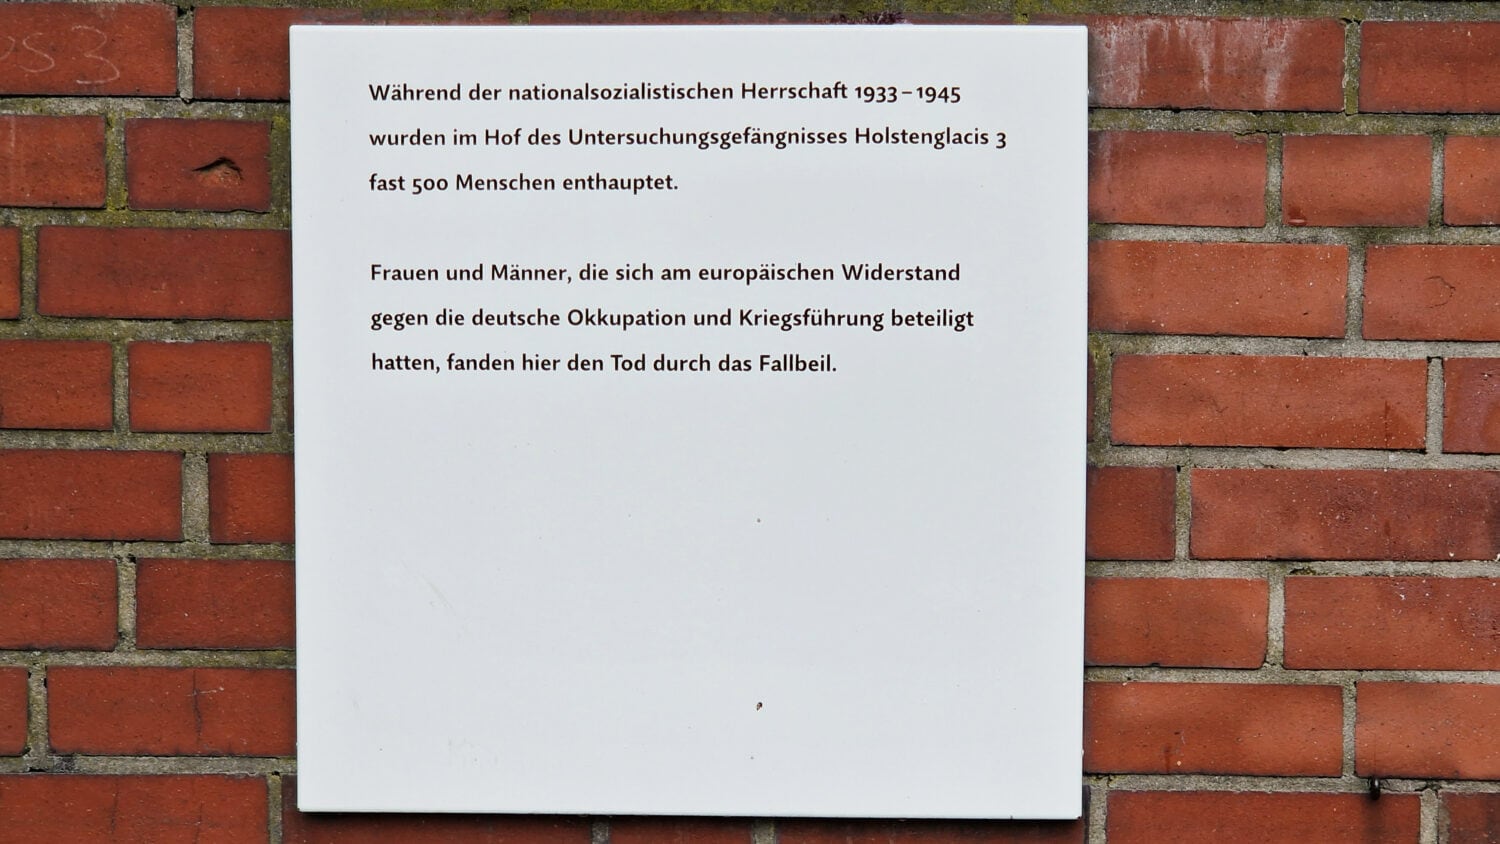 Während der nationalsozialistischen Herrschaft 1933–1945
wurden im Hof des Untersuchungsgefängnisses Holstenglacis 3
fast 500 Menschen enthauptet.
Frauen und Männer, die sich am europäischen Widerstand
gegen die deutsche Okkupation und Kriegsführung beteiligt
hatten, fanden hier den Tod durch das Fallbeil.